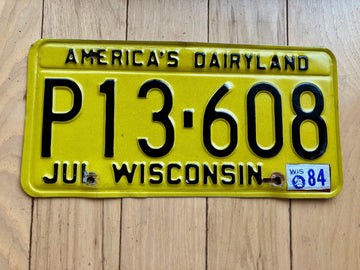 AMERICA'S DAIRYLAND
P13-608
JUL WISCONSIN
WIS
84